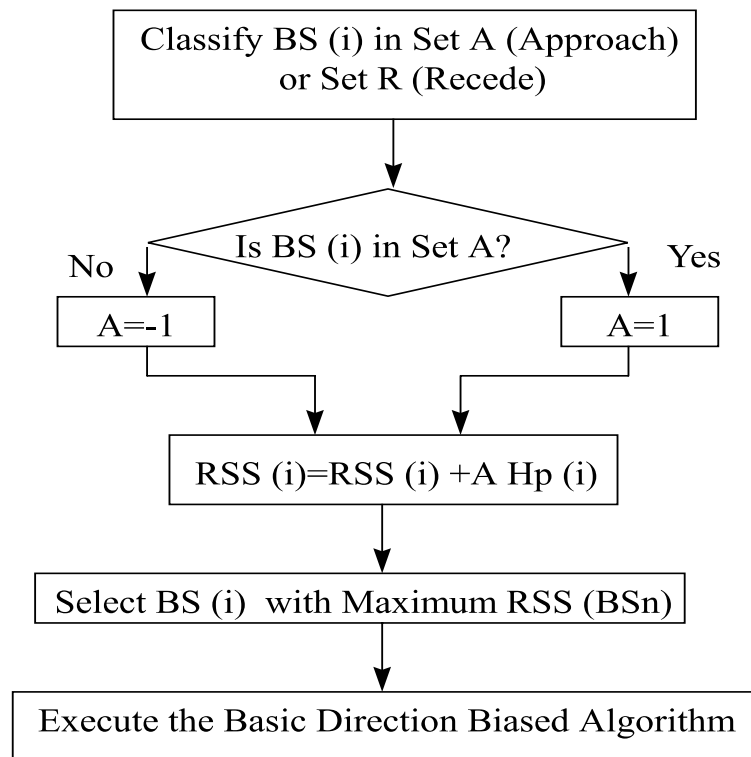 Classify BS (i) in Set A (Approach)
or Set R (Recede)
Is BS (i) in Set A?
No
Yes
A=-1
A=1
RSS (i)=RSS (i) +A Hp (i)
Select BS (i) with Maximum RSS (BSn)
Execute the Basic Direction Biased Algorithm